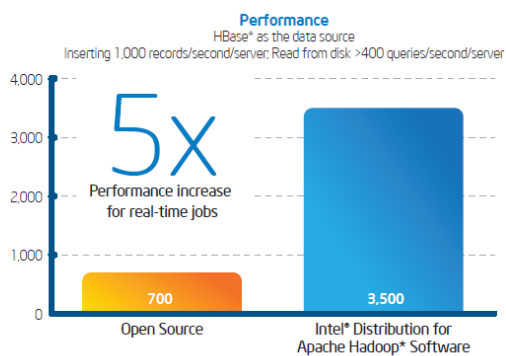 Performance
HBase* as the data source
Inserting 1,000 records/second/server; Read from disk >400 queries/second/server
4,000
3,000
2,000
1,000
0
5x
Performance increase
for real-time jobs
700
3,500
Open Source
Intel® Distribution for
Apache Hadoop* Software